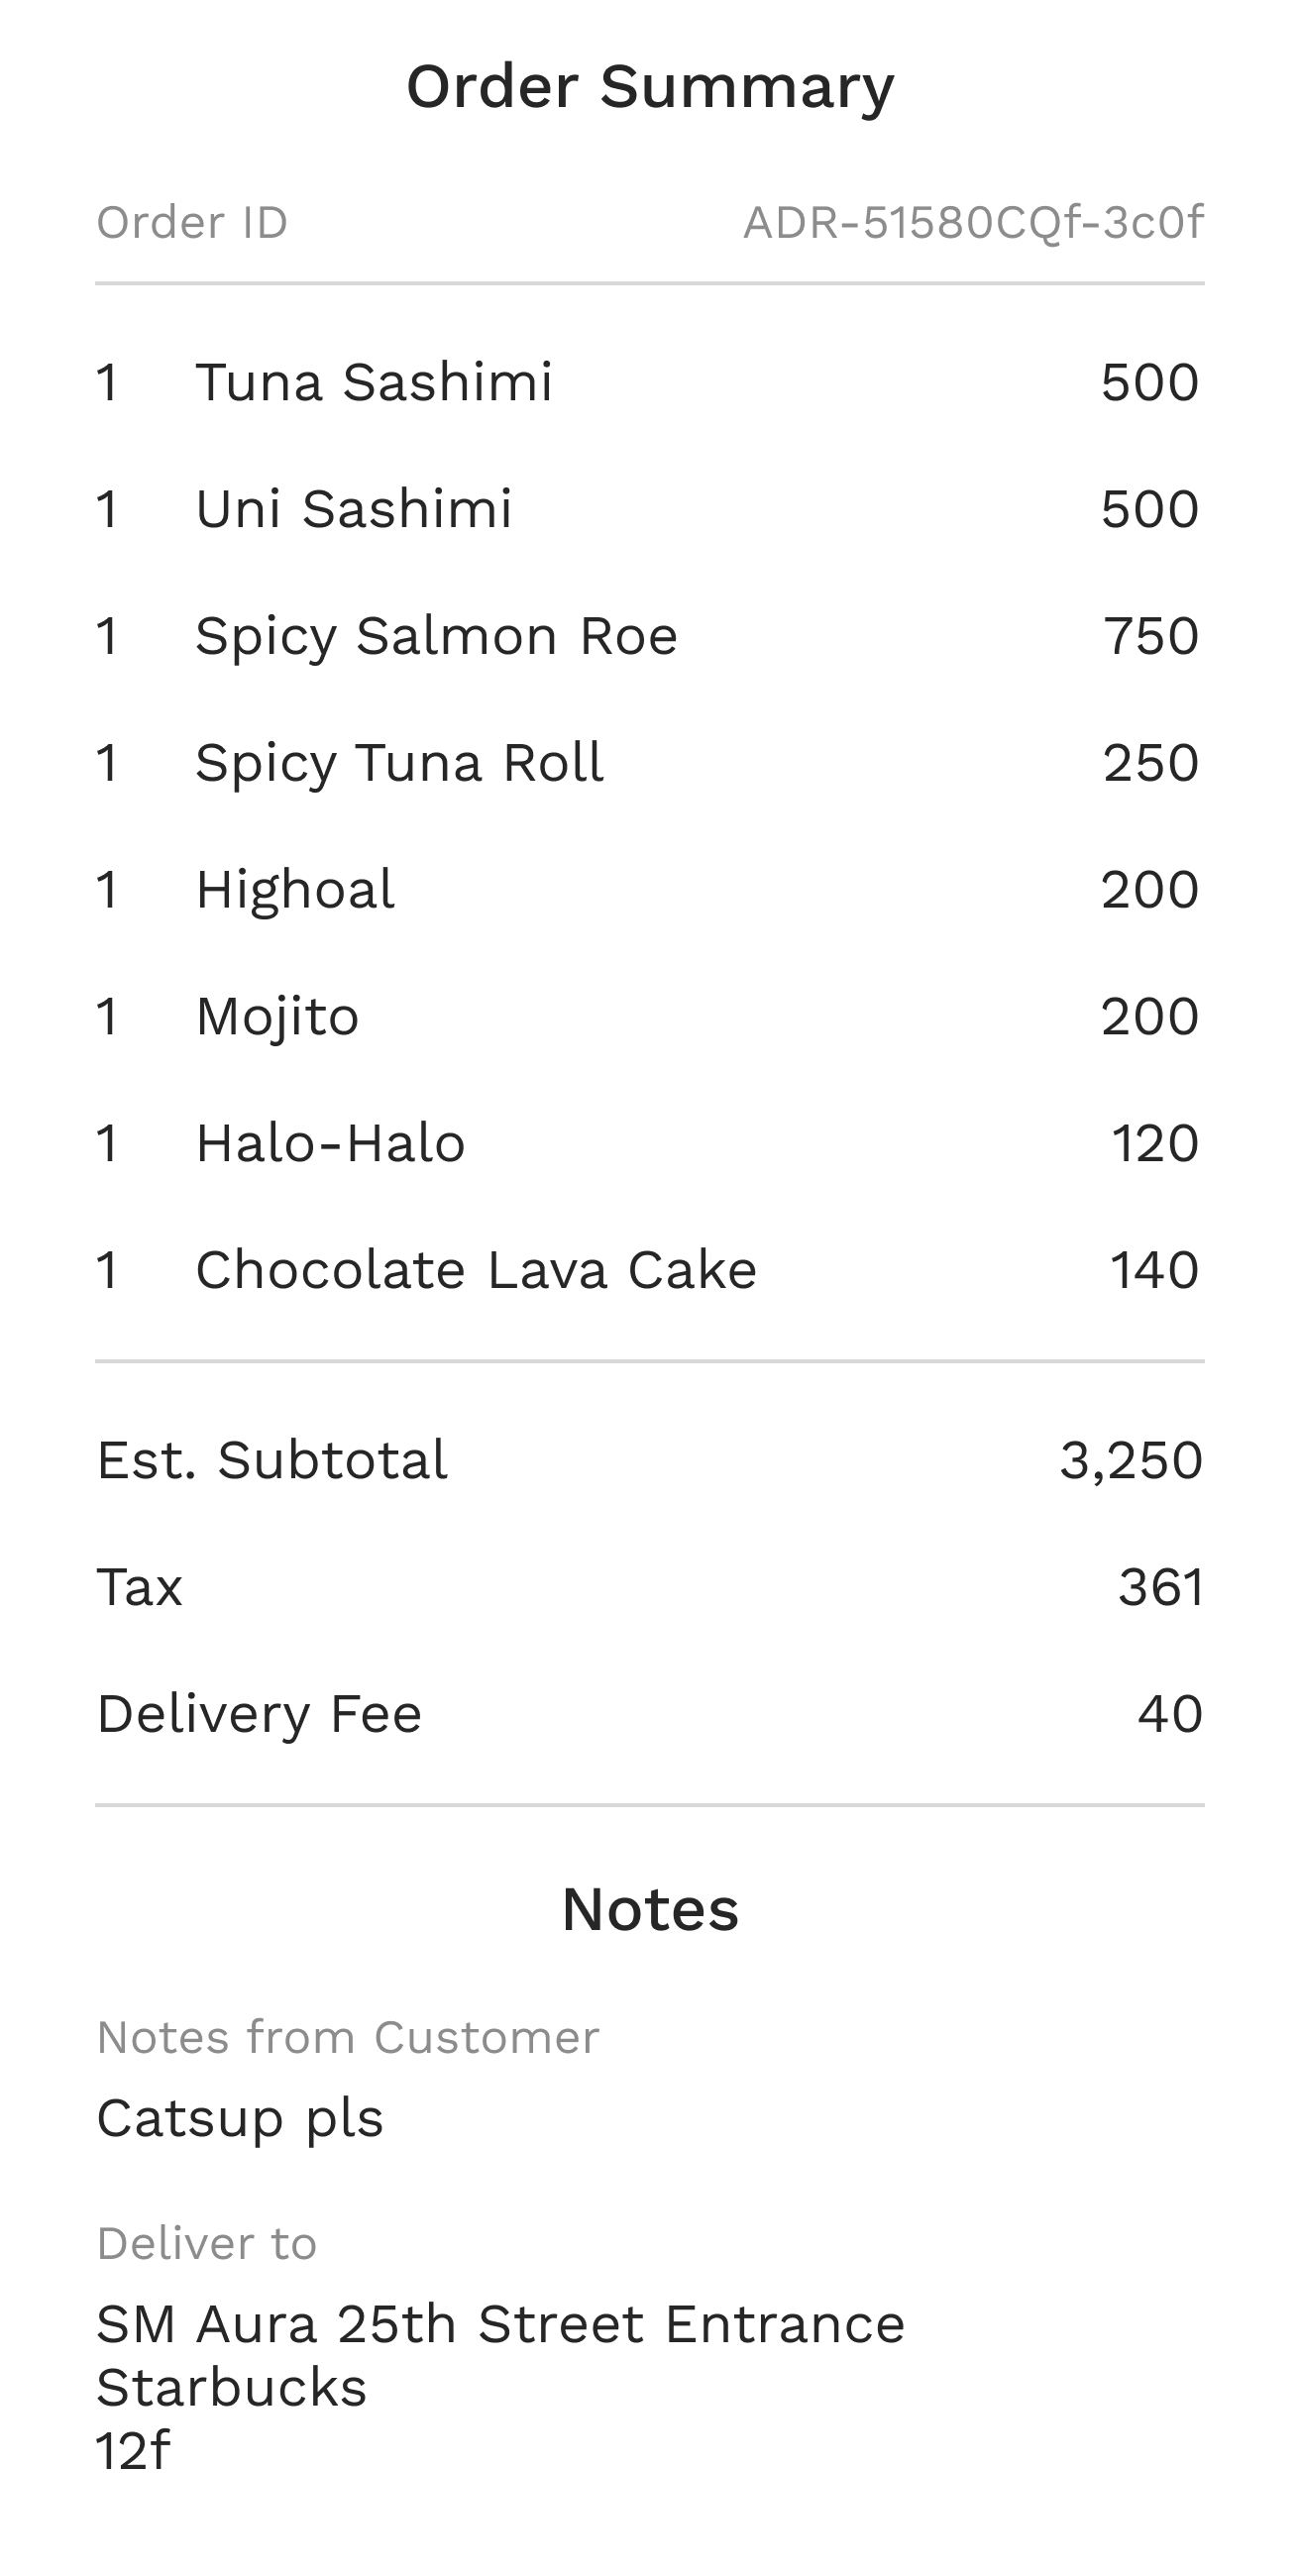 Order Summary
Order ID ADR-51580CQf-3c0f
1 Tuna Sashimi 500
1 Uni Sashimi 500
1 Spicy Salmon Roe 750
1 Spicy Tuna Roll 250
1 Highoal 200
1 Mojito 200
1 Halo-Halo 120
1 Chocolate Lava Cake 140
Est. Subtotal 3,250
Tax 361
Delivery Fee 40
Notes
Notes from Customer
Catsup pls
Deliver to
SM Aura 25th Street Entrance
Starbucks
12f